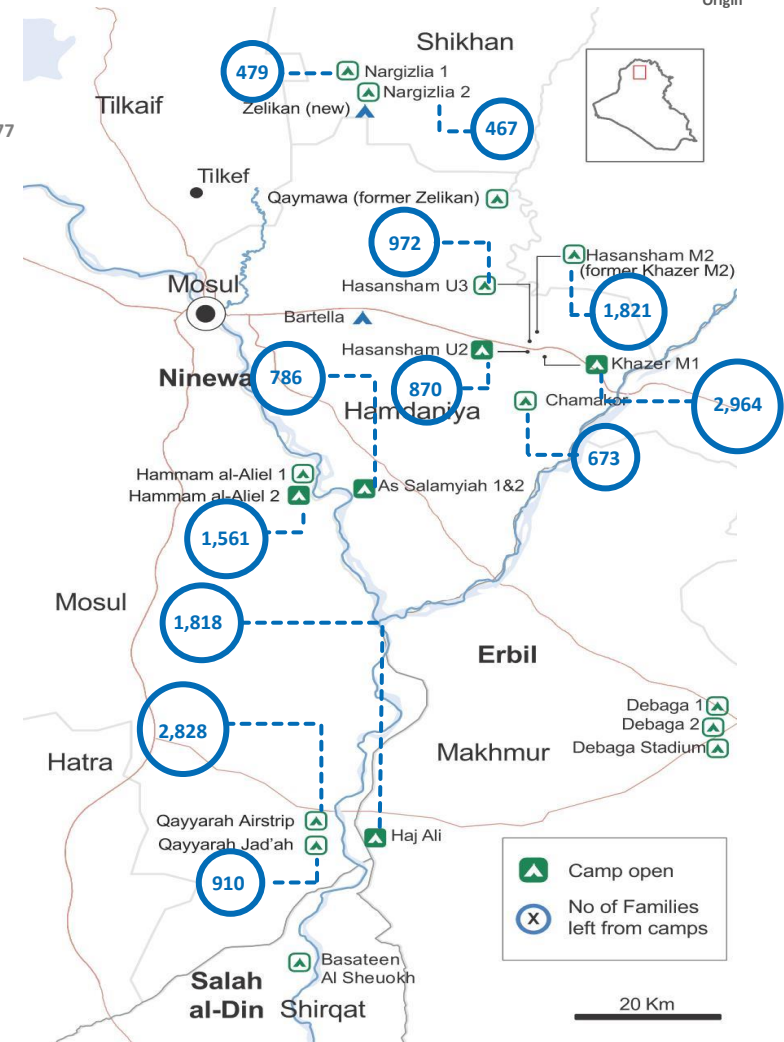 Origin
Shikhan
479
Nargizlia 1
Nargizlia 2
Tilkaif
Zelikan (new)
77
467
Tilkef
Qaymawa (former Zelikan)
972
Hasansham M2
(former Khazer M2)
Mosul
Hasansham U3
1,821
Bartella
Hasansham U2
Khazer M1
Ninewa
786
870
Hamdaniya
Chamakor
2,964
673
Hammam al-Aliel 1
Hammam al-Aliel 2
As Salamyiah 1&2
1,561
Mosul
1,818
Erbil
2,828
Debaga 1
Debaga 2
Debaga Stadium
Hatra
Makhmur
Qayyarah Airstrip
Qayyarah Jad'ah
Haj Ali
910
Camp open
X
No of Families
left from camps
Basateen
Al Sheuokh
Salah
al-Din
Shirqat
20 Km